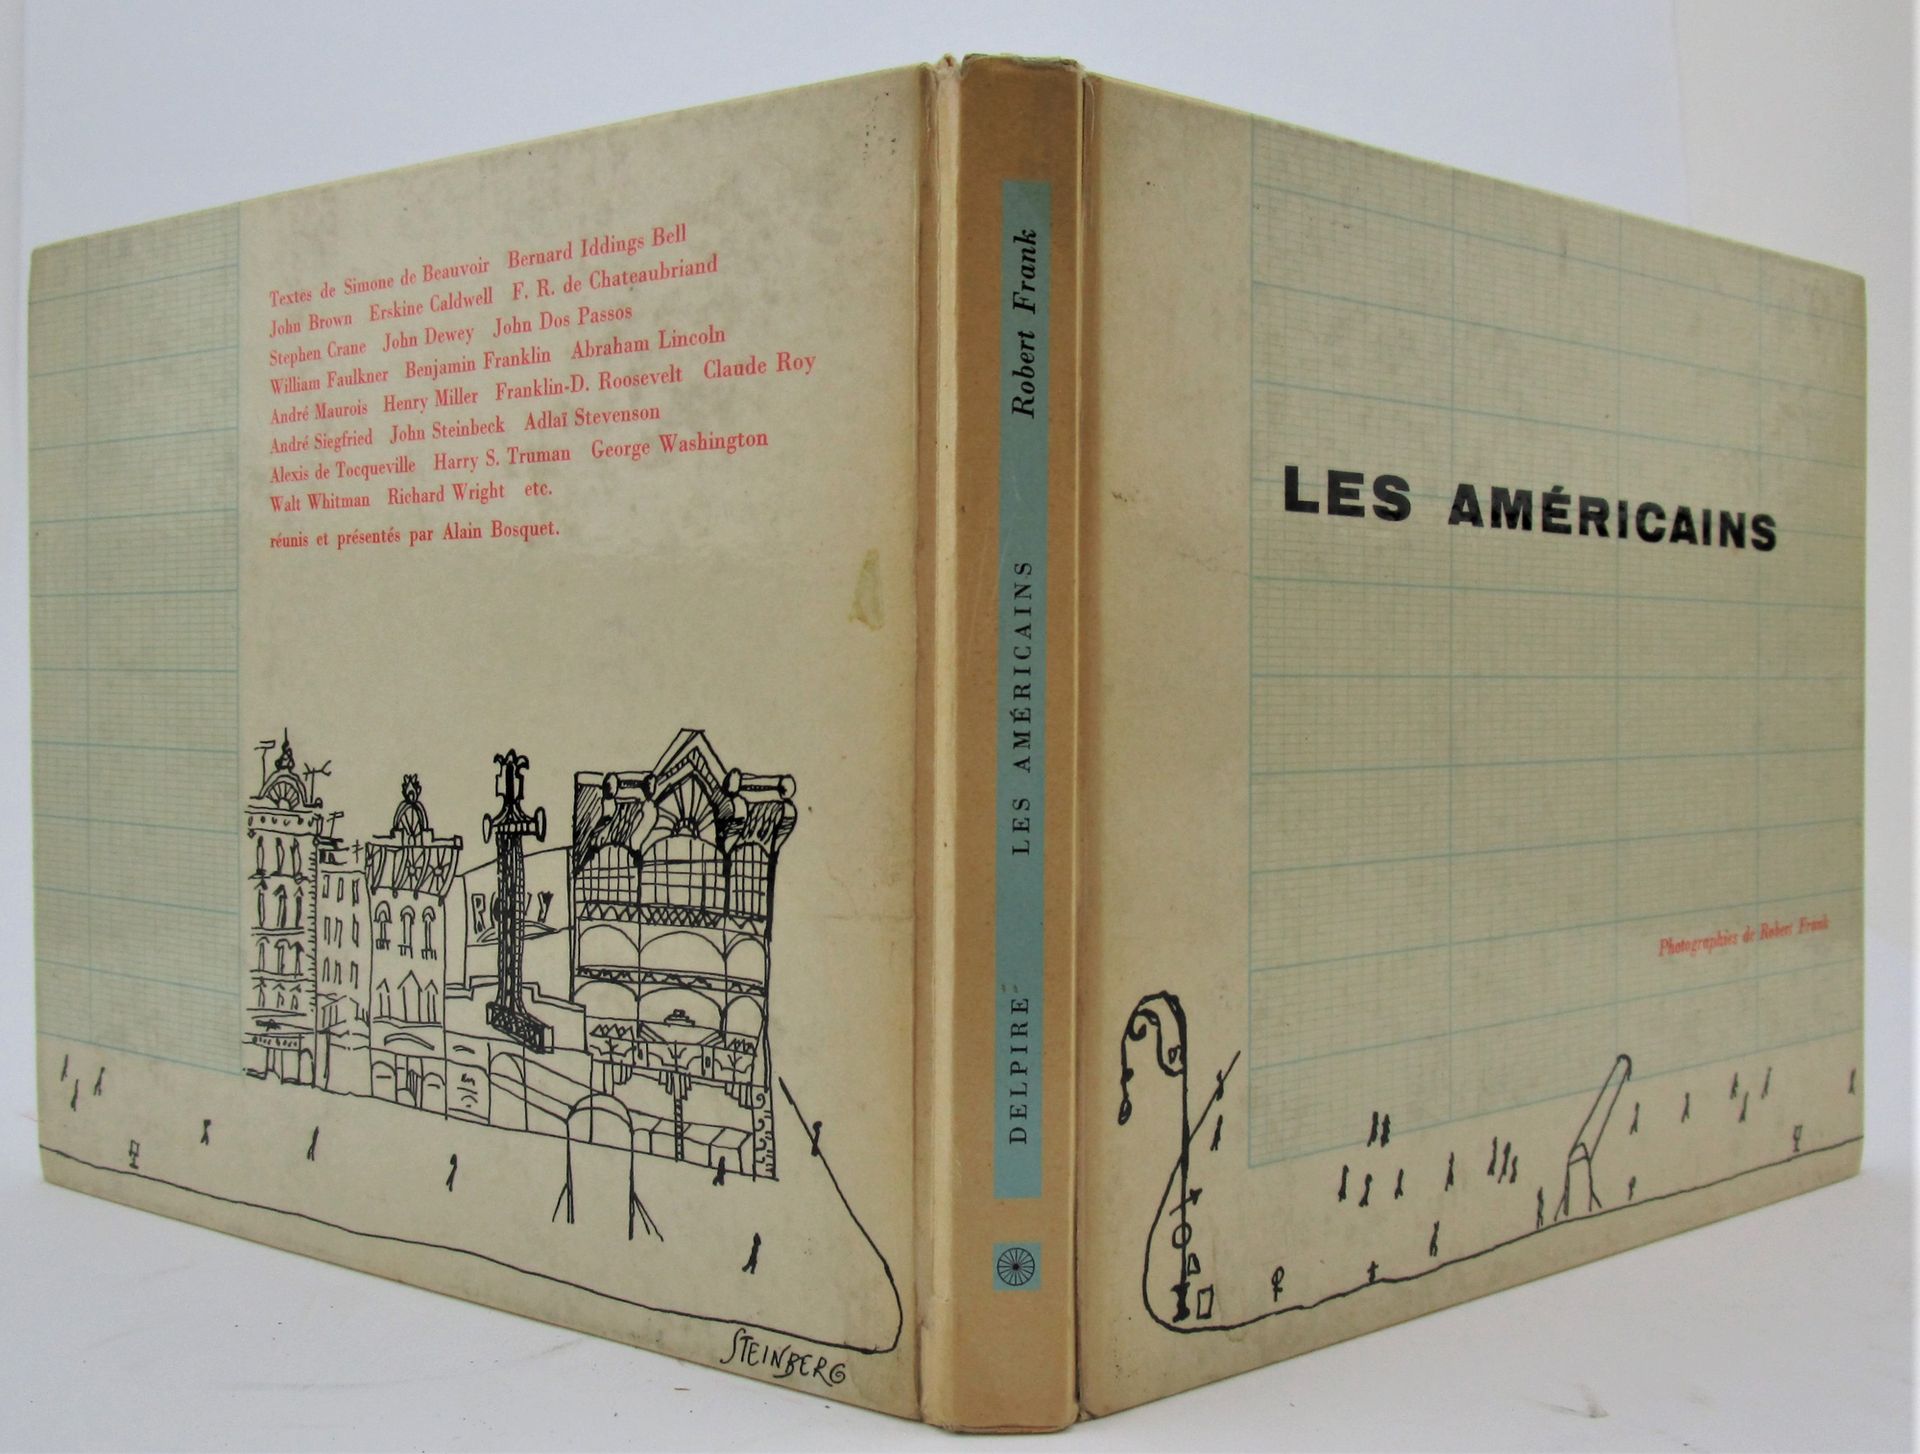 Textes de Simone de Beauvoir Bernard Iddings Bell
John Brown Erskine Caldwell F. R. de Chateaubriand
Stephen Crane John Dewey John Dos Passos
William Faulkner Benjamin Franklin Abraham Lincoln
André Maurois Henry Miller Franklin-D. Roosevelt Claude Roy
André Siegfried John Steinbeck Adlaï Stevenson
Alexis de Tocqueville Harry S. Truman George Washington
Walt Whitman Richard Wright etc.
réunis et présentés par Alain Bosquet.
STEINBERG
DELPIRE LES AMÉRICAINS Robert Frank
LES AMÉRICAINS
Photographies de Robert Frank